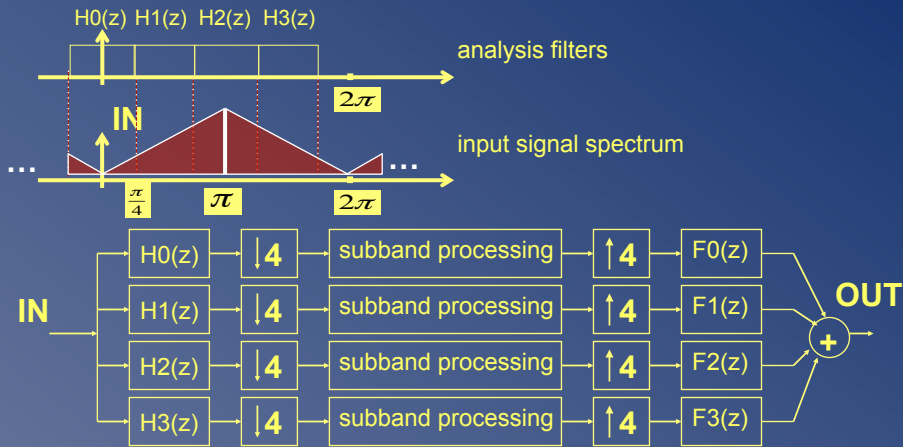 H0(z) H1(z) H2(z) H3(z)
analysis filters
2π
IN
... input signal spectrum ...
π/4 π 2π
H0(z) ↓4 subband processing ↑4 F0(z)
IN H1(z) ↓4 subband processing ↑4 F1(z) OUT
+
H2(z) ↓4 subband processing ↑4 F2(z)
H3(z) ↓4 subband processing ↑4 F3(z)